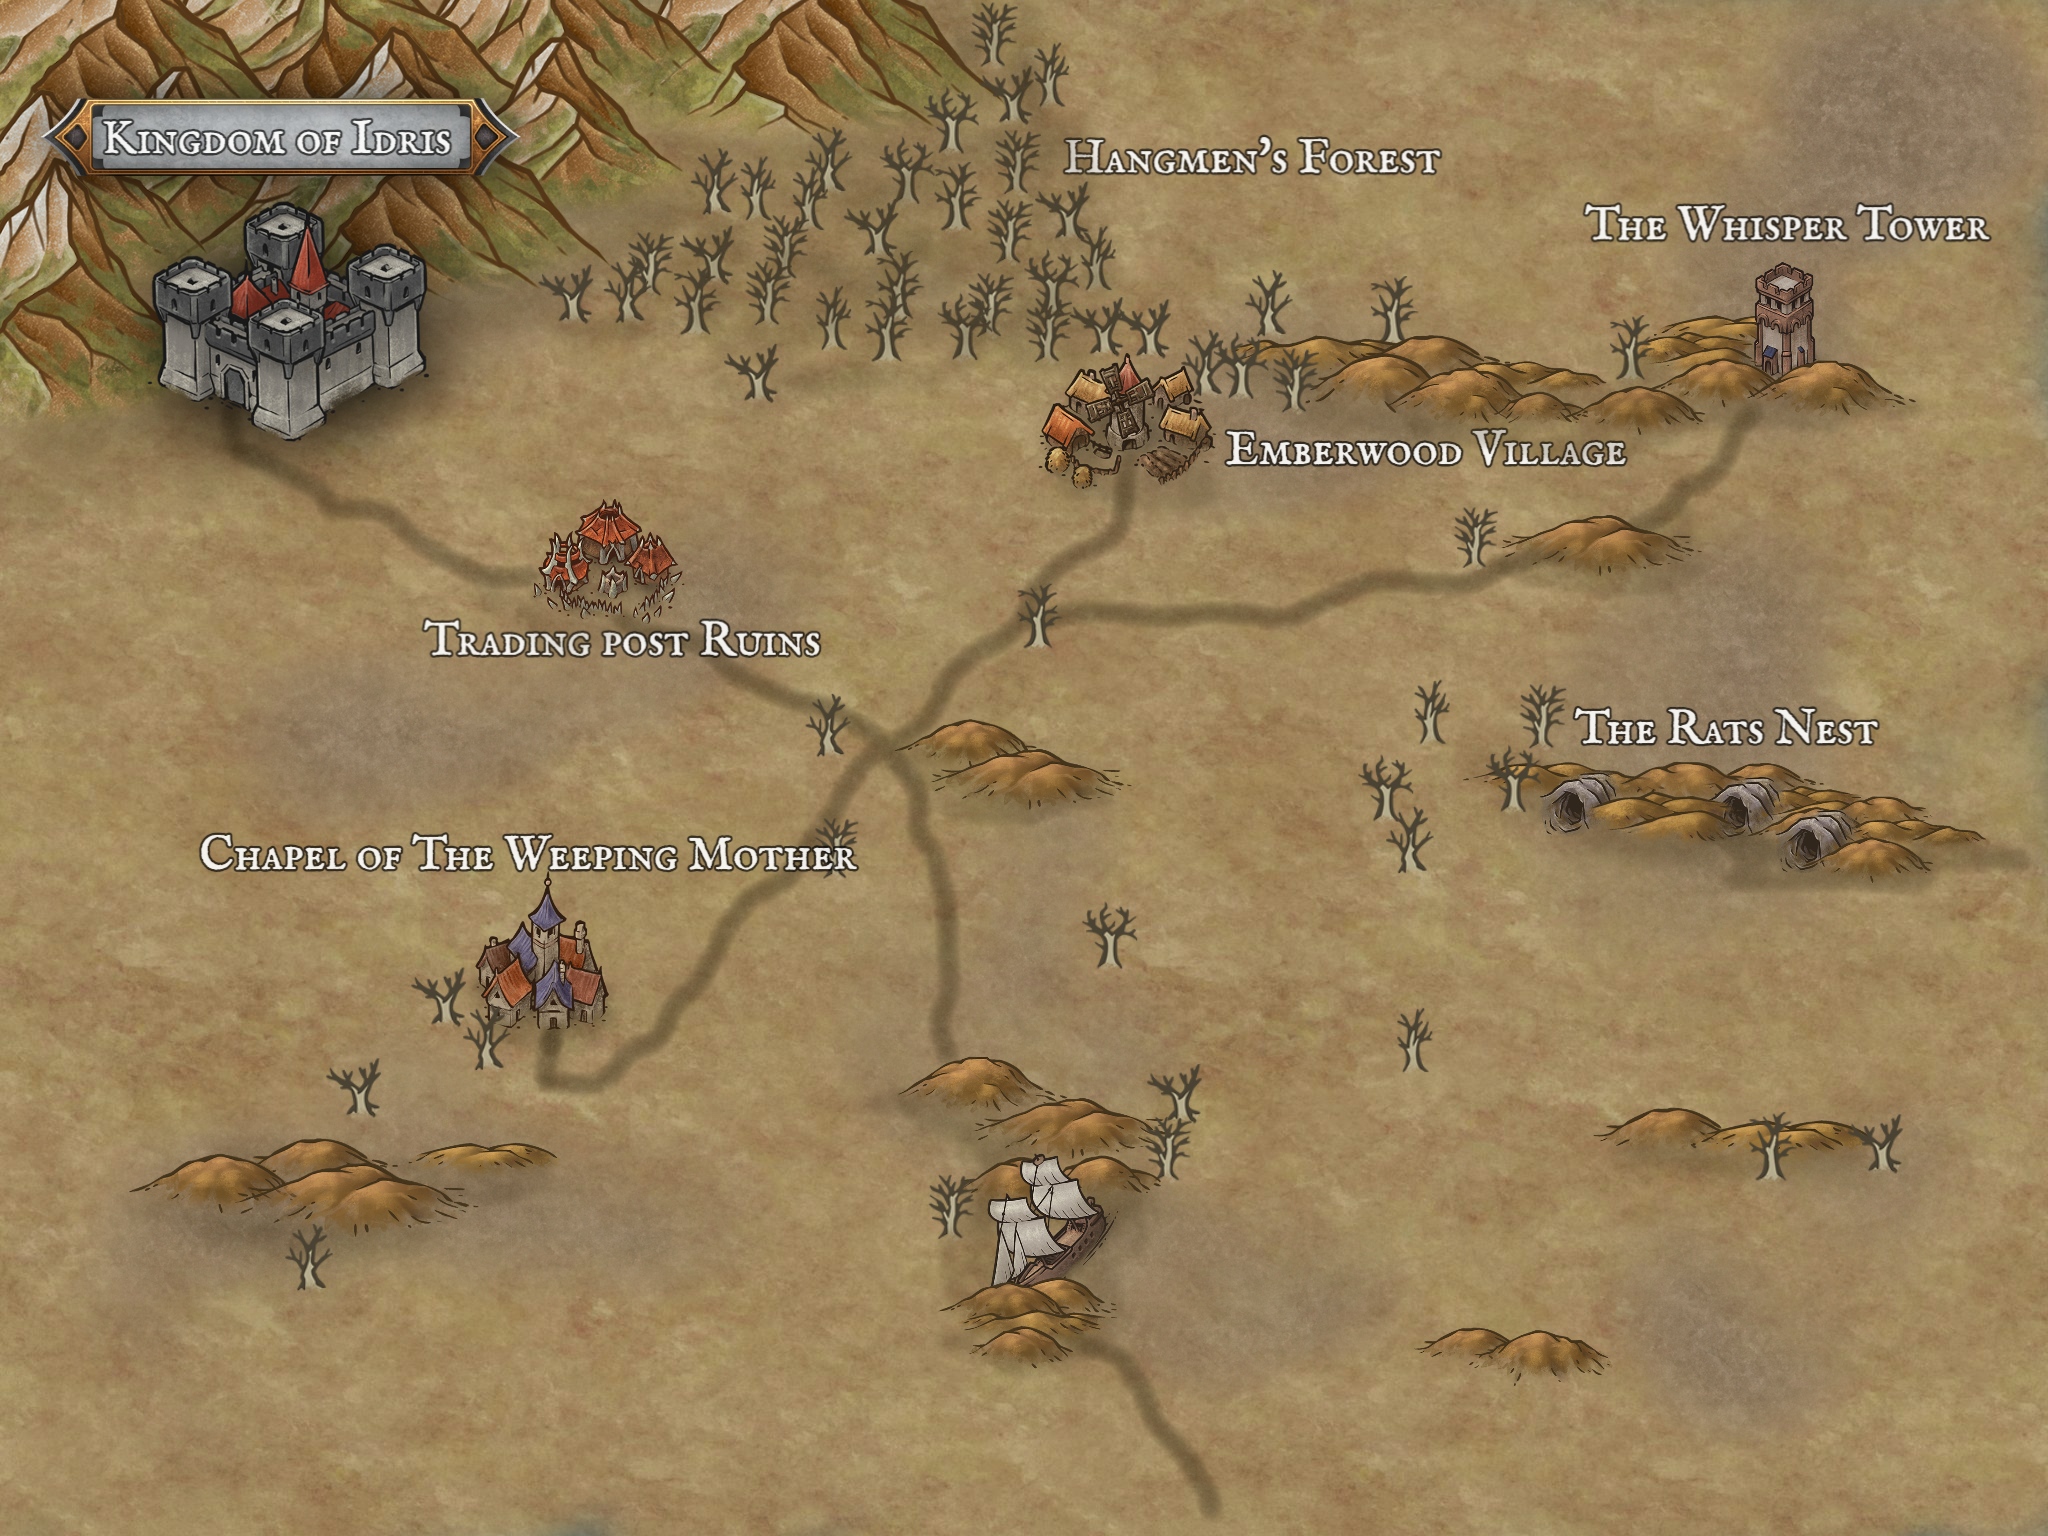 Kingdom of Idris
Hangmen's Forest
The Whisper Tower
Emberwood Village
Trading post Ruins
The Rats Nest
Chapel of The Weeping Mother